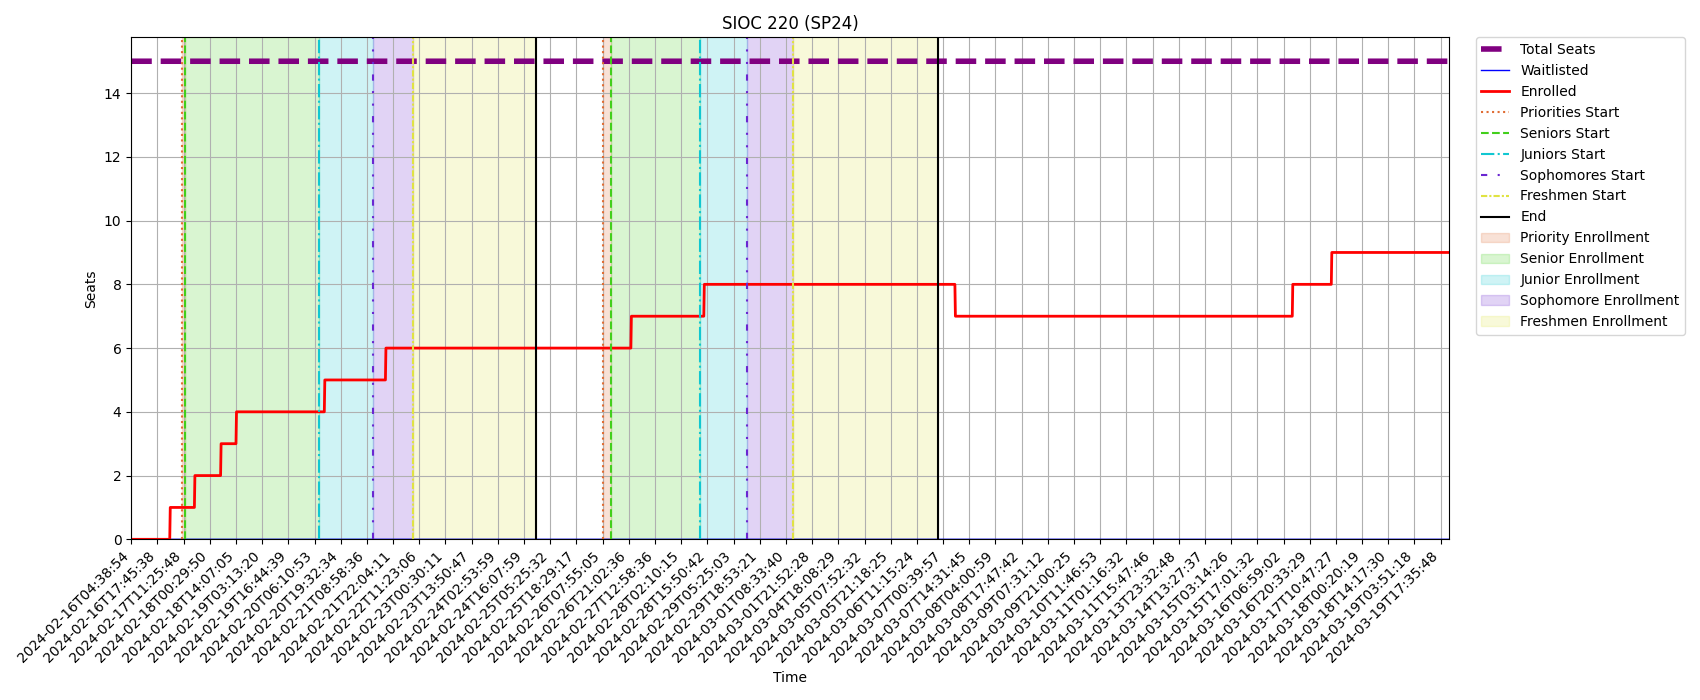 SIOC 220 (SP24)
Total Seats
Waitlisted
Enrolled
Priorities Start
Seniors Start
Juniors Start
Sophomores Start
Freshmen Start
End
Priority Enrollment
Senior Enrollment
Junior Enrollment
Sophomore Enrollment
Freshmen Enrollment
Seats
14
12
10
8
6
4
2
0
2024-02-16T04:38:54
2024-02-16T17:45:38
2024-02-17T11:25:48
2024-02-18T00:29:50
2024-02-18T14:07:05
2024-02-19T03:13:20
2024-02-19T16:44:39
2024-02-20T06:10:53
2024-02-20T19:32:34
2024-02-21T08:58:36
2024-02-21T22:04:11
2024-02-22T11:23:06
2024-02-23T00:30:11
2024-02-23T13:50:47
2024-02-24T02:53:59
2024-02-24T16:07:59
2024-02-25T05:25:32
2024-02-25T18:29:17
2024-02-26T07:55:05
2024-02-26T21:02:36
2024-02-27T12:58:36
2024-02-28T02:10:15
2024-02-28T15:50:42
2024-02-29T05:25:03
2024-02-29T18:53:21
2024-03-01T08:33:40
2024-03-01T21:52:28
2024-03-04T18:08:29
2024-03-05T07:52:32
2024-03-05T21:18:25
2024-03-06T11:15:24
2024-03-07T00:39:57
2024-03-07T14:31:45
2024-03-08T04:00:59
2024-03-08T17:47:42
2024-03-09T07:31:12
2024-03-09T21:00:25
2024-03-10T11:46:53
2024-03-11T01:16:32
2024-03-11T15:47:46
2024-03-13T23:32:48
2024-03-14T13:27:37
2024-03-15T03:14:26
2024-03-15T17:01:32
2024-03-16T06:59:02
2024-03-16T20:33:29
2024-03-17T10:47:27
2024-03-18T00:20:19
2024-03-18T14:17:30
2024-03-19T03:51:18
2024-03-19T17:35:48
Time